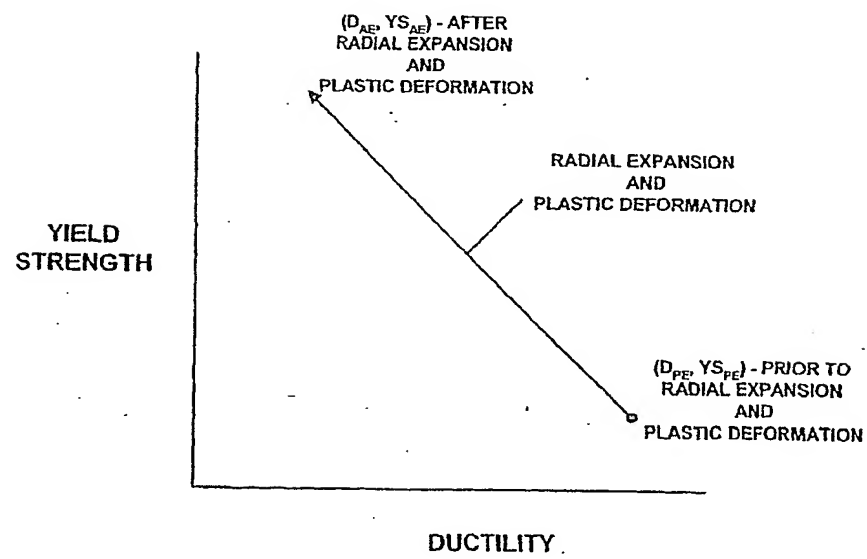 (D_AE, YS_AE) - AFTER
RADIAL EXPANSION
AND
PLASTIC DEFORMATION
RADIAL EXPANSION
AND
PLASTIC DEFORMATION
YIELD
STRENGTH
(D_PE, YS_PE) - PRIOR TO
RADIAL EXPANSION
AND
PLASTIC DEFORMATION
DUCTILITY